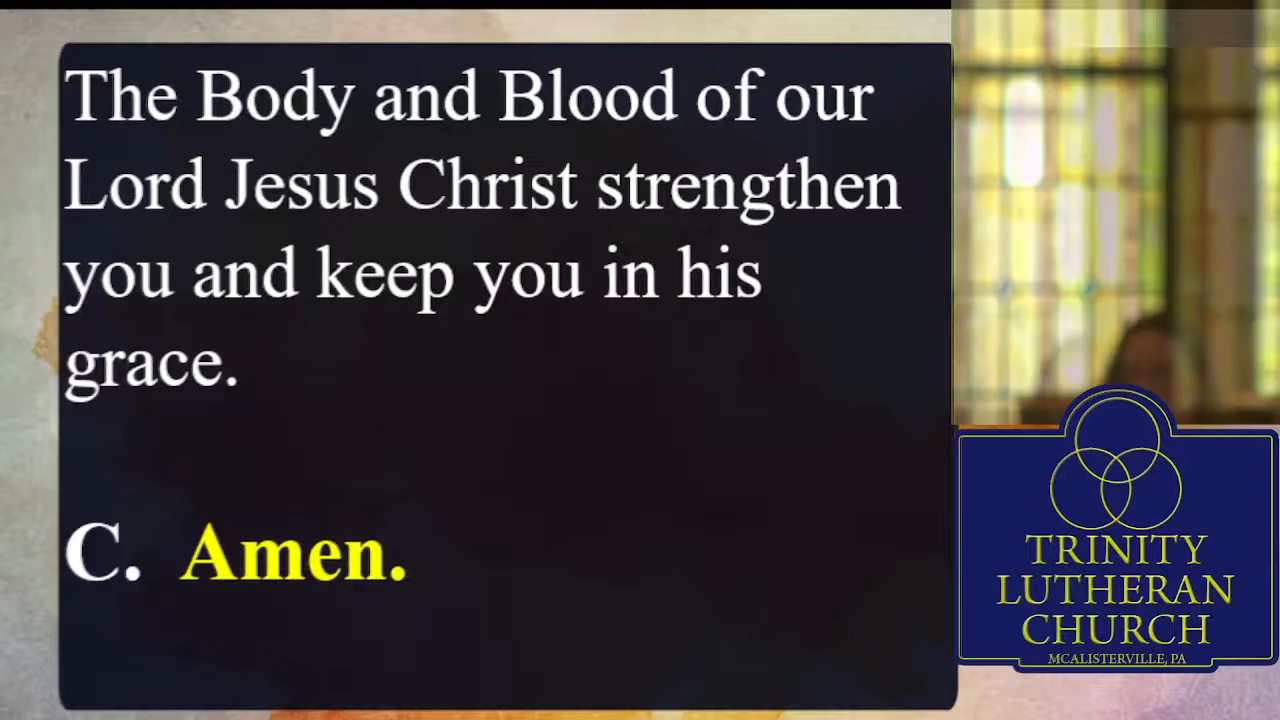 The Body and Blood of our
Lord Jesus Christ strengthen
you and keep you in his
grace.
C. Amen.
TRINITY
LUTHERAN
CHURCH
MCALISTERVILLE, PA